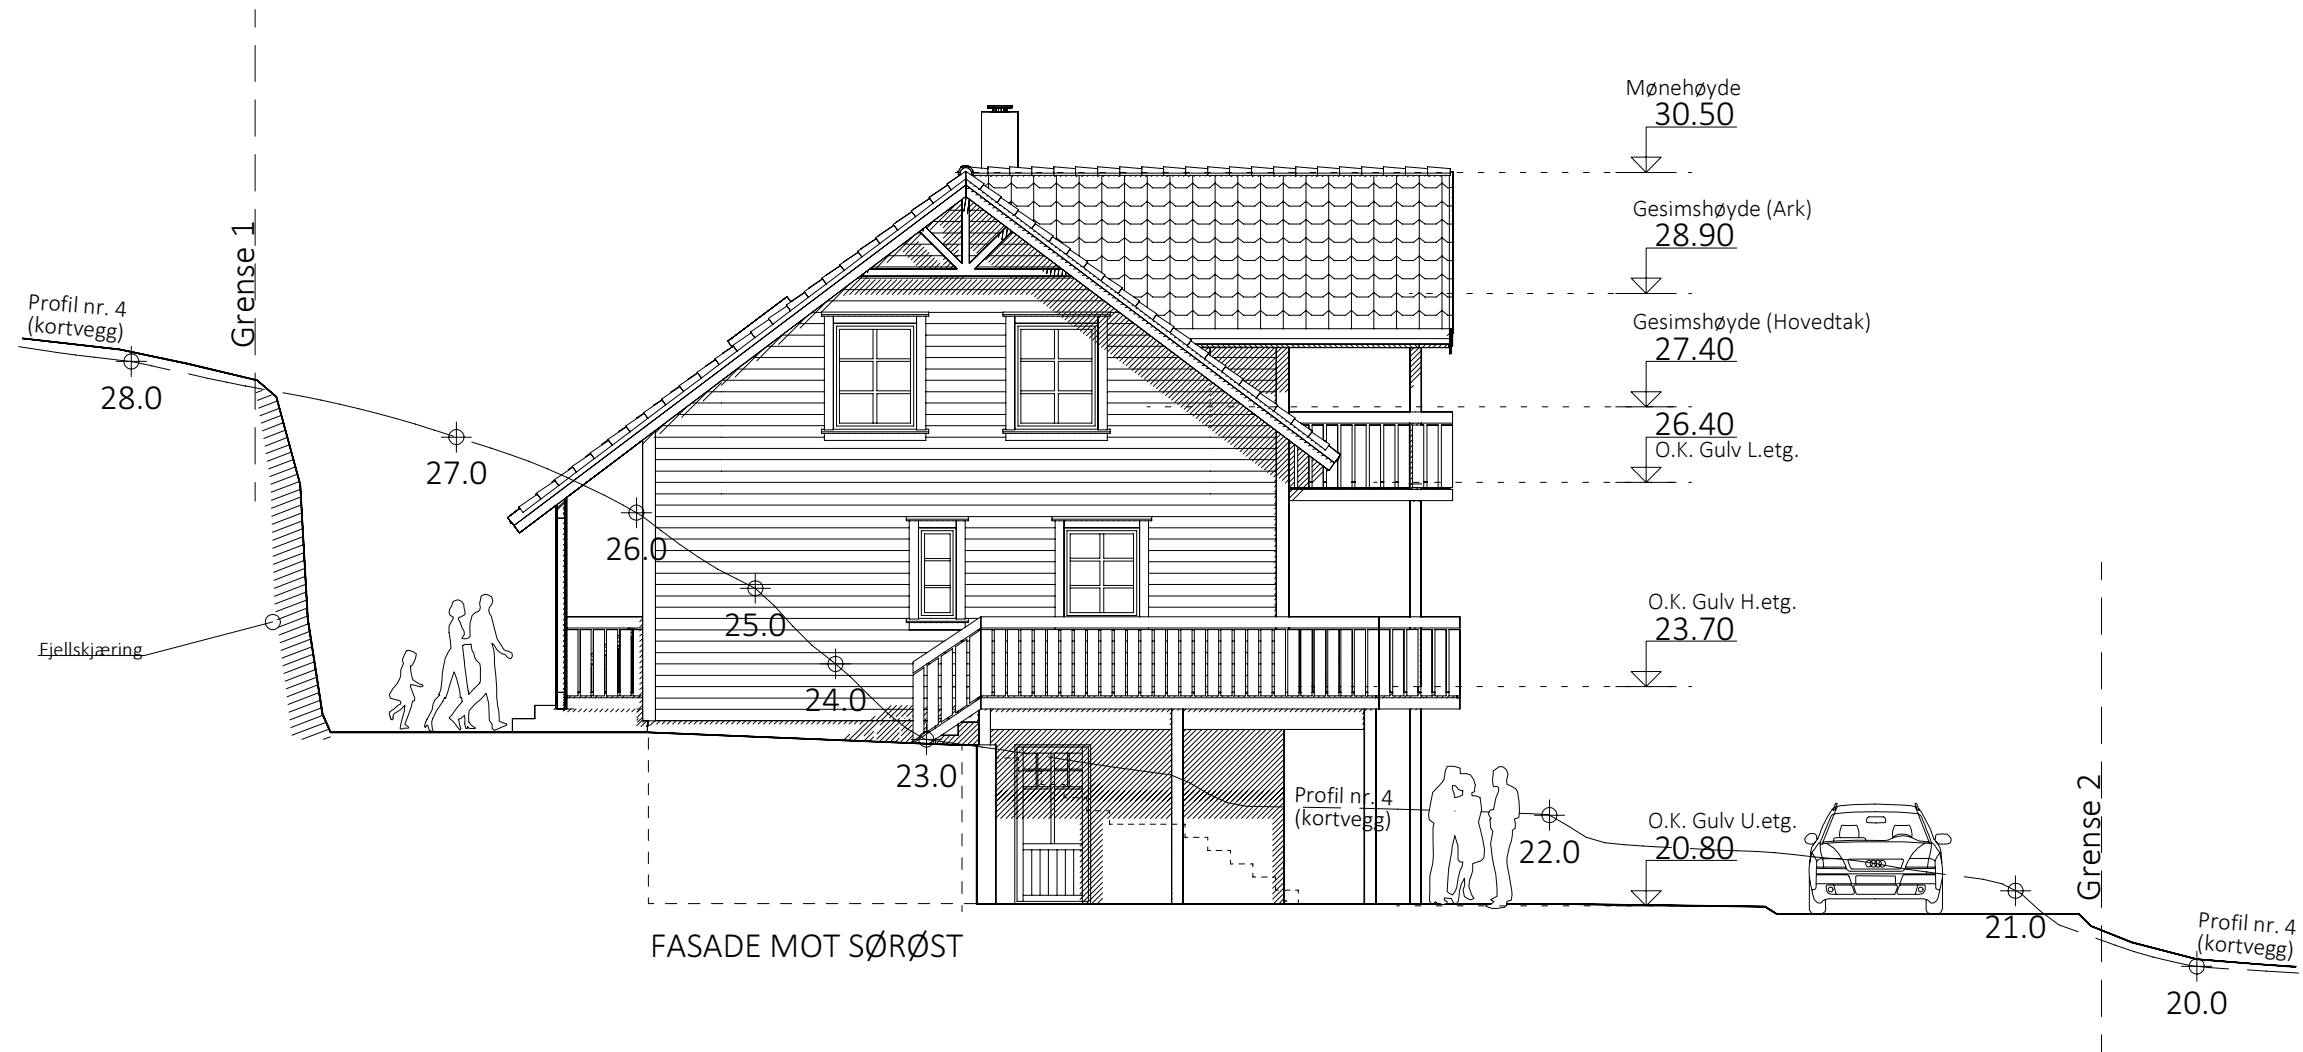 Mønehøyde
30.50
Gesimshøyde (Ark)
28.90
Grense 1
Profil nr. 4
(kortvegg)
28.0
Gesimshøyde (Hovedtak)
27.40
27.0
26.40
O.K. Gulv L.etg.
26.0
25.0
O.K. Gulv H.etg.
23.70
Fjellskjæring
24.0
23.0
Profil nr. 4
(kortvegg)
O.K. Gulv U.etg.
20.80
22.0
Grense 2
21.0
FASADE MOT SØRØST
Profil nr. 4
(kortvegg)
20.0